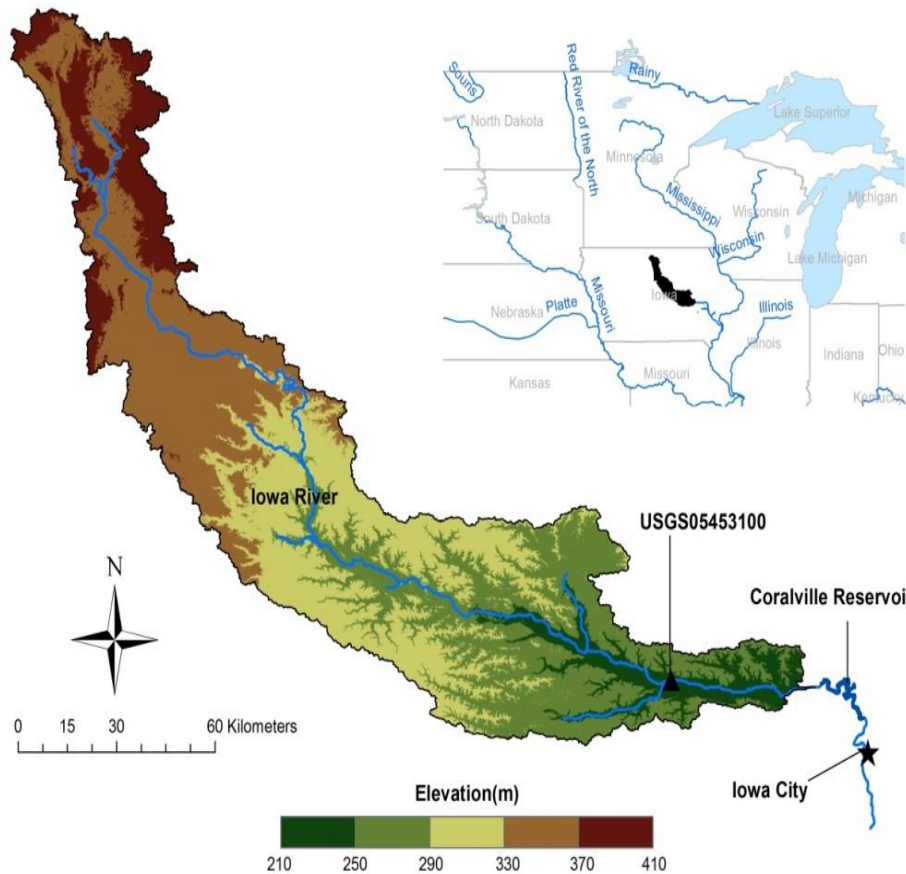 Souris
Red River of the North
Rainy
North Dakota
Lake Superior
Minnesota
Mississippi
Michigan
South Dakota
Wisconsin
Wisconsin
Lake Michigan
Missouri
Iowa
Nebraska
Platte
Illinois
Illinois
Indiana
Ohio
Kansas
Missouri
Kentucky
Iowa River
USGS05453100
Coralville Reservoi
N
0 15 30 60 Kilometers
Iowa City
Elevation(m)
210 250 290 330 370 410